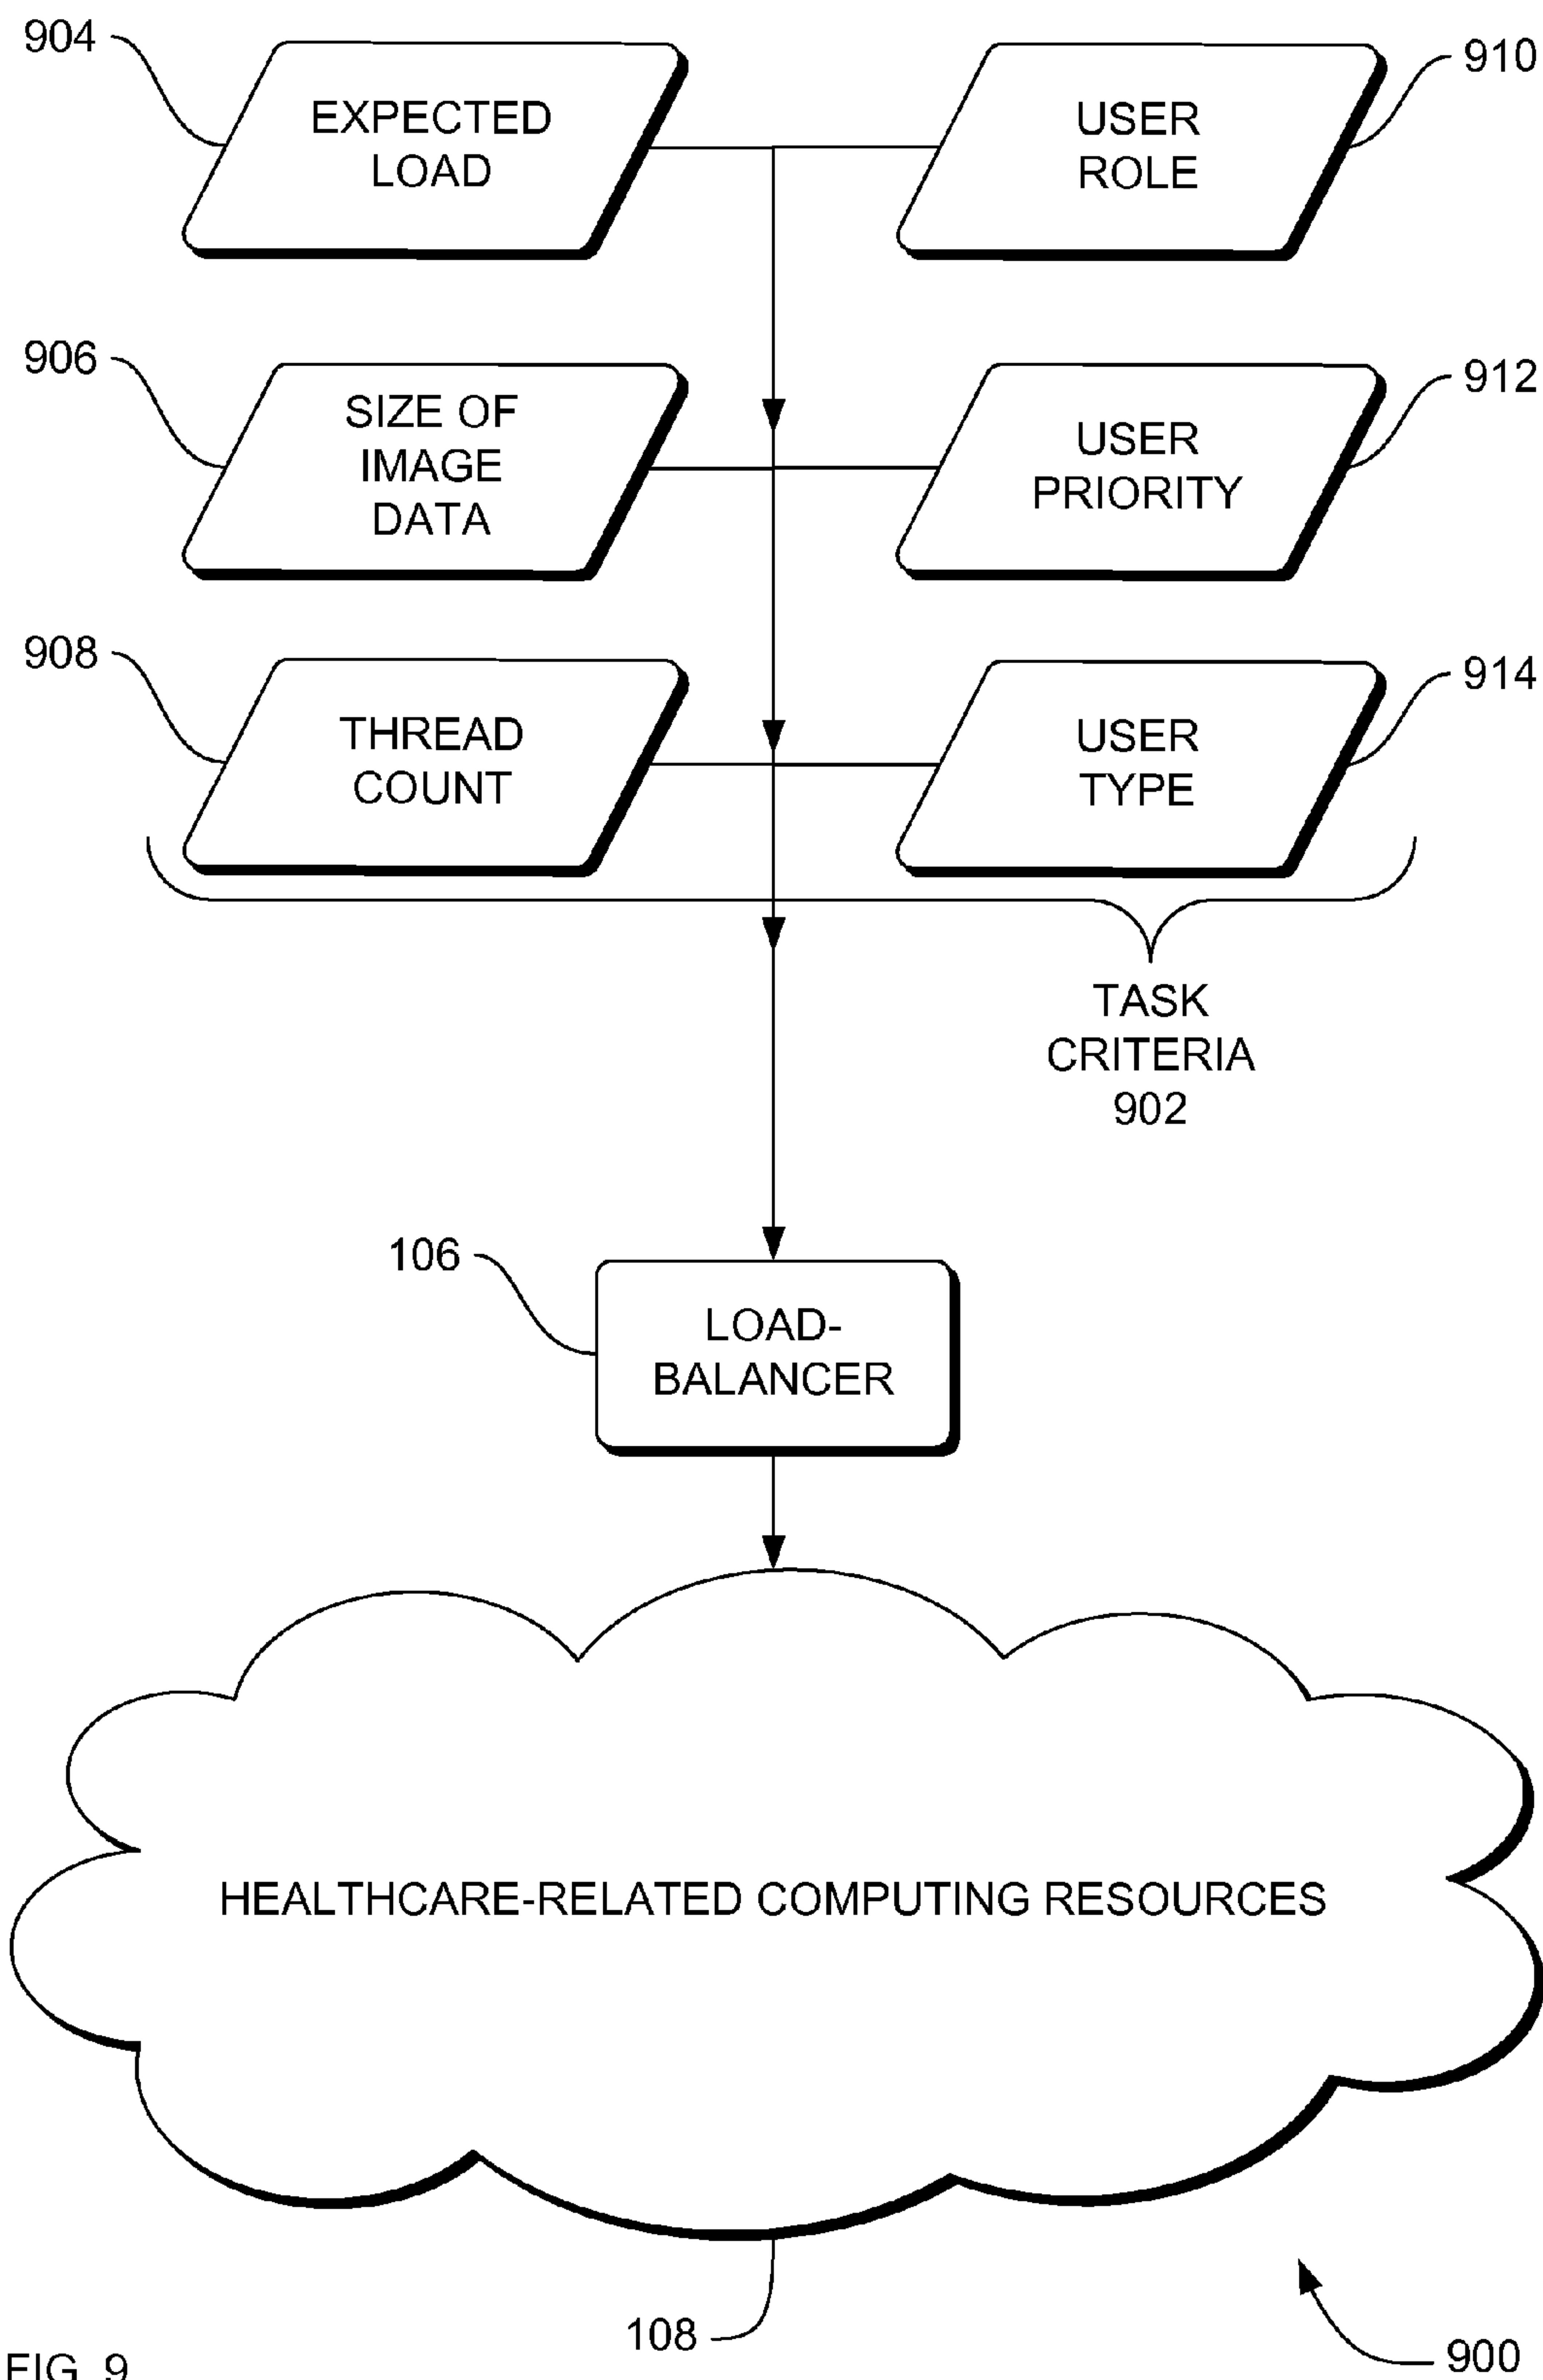 904
EXPECTED
LOAD
USER
ROLE
910
906
SIZE OF
IMAGE
DATA
USER
PRIORITY
912
908
THREAD
COUNT
USER
TYPE
914
TASK
CRITERIA
902
106
LOAD-
BALANCER
HEALTHCARE-RELATED COMPUTING RESOURCES
108
900
FIG. 9